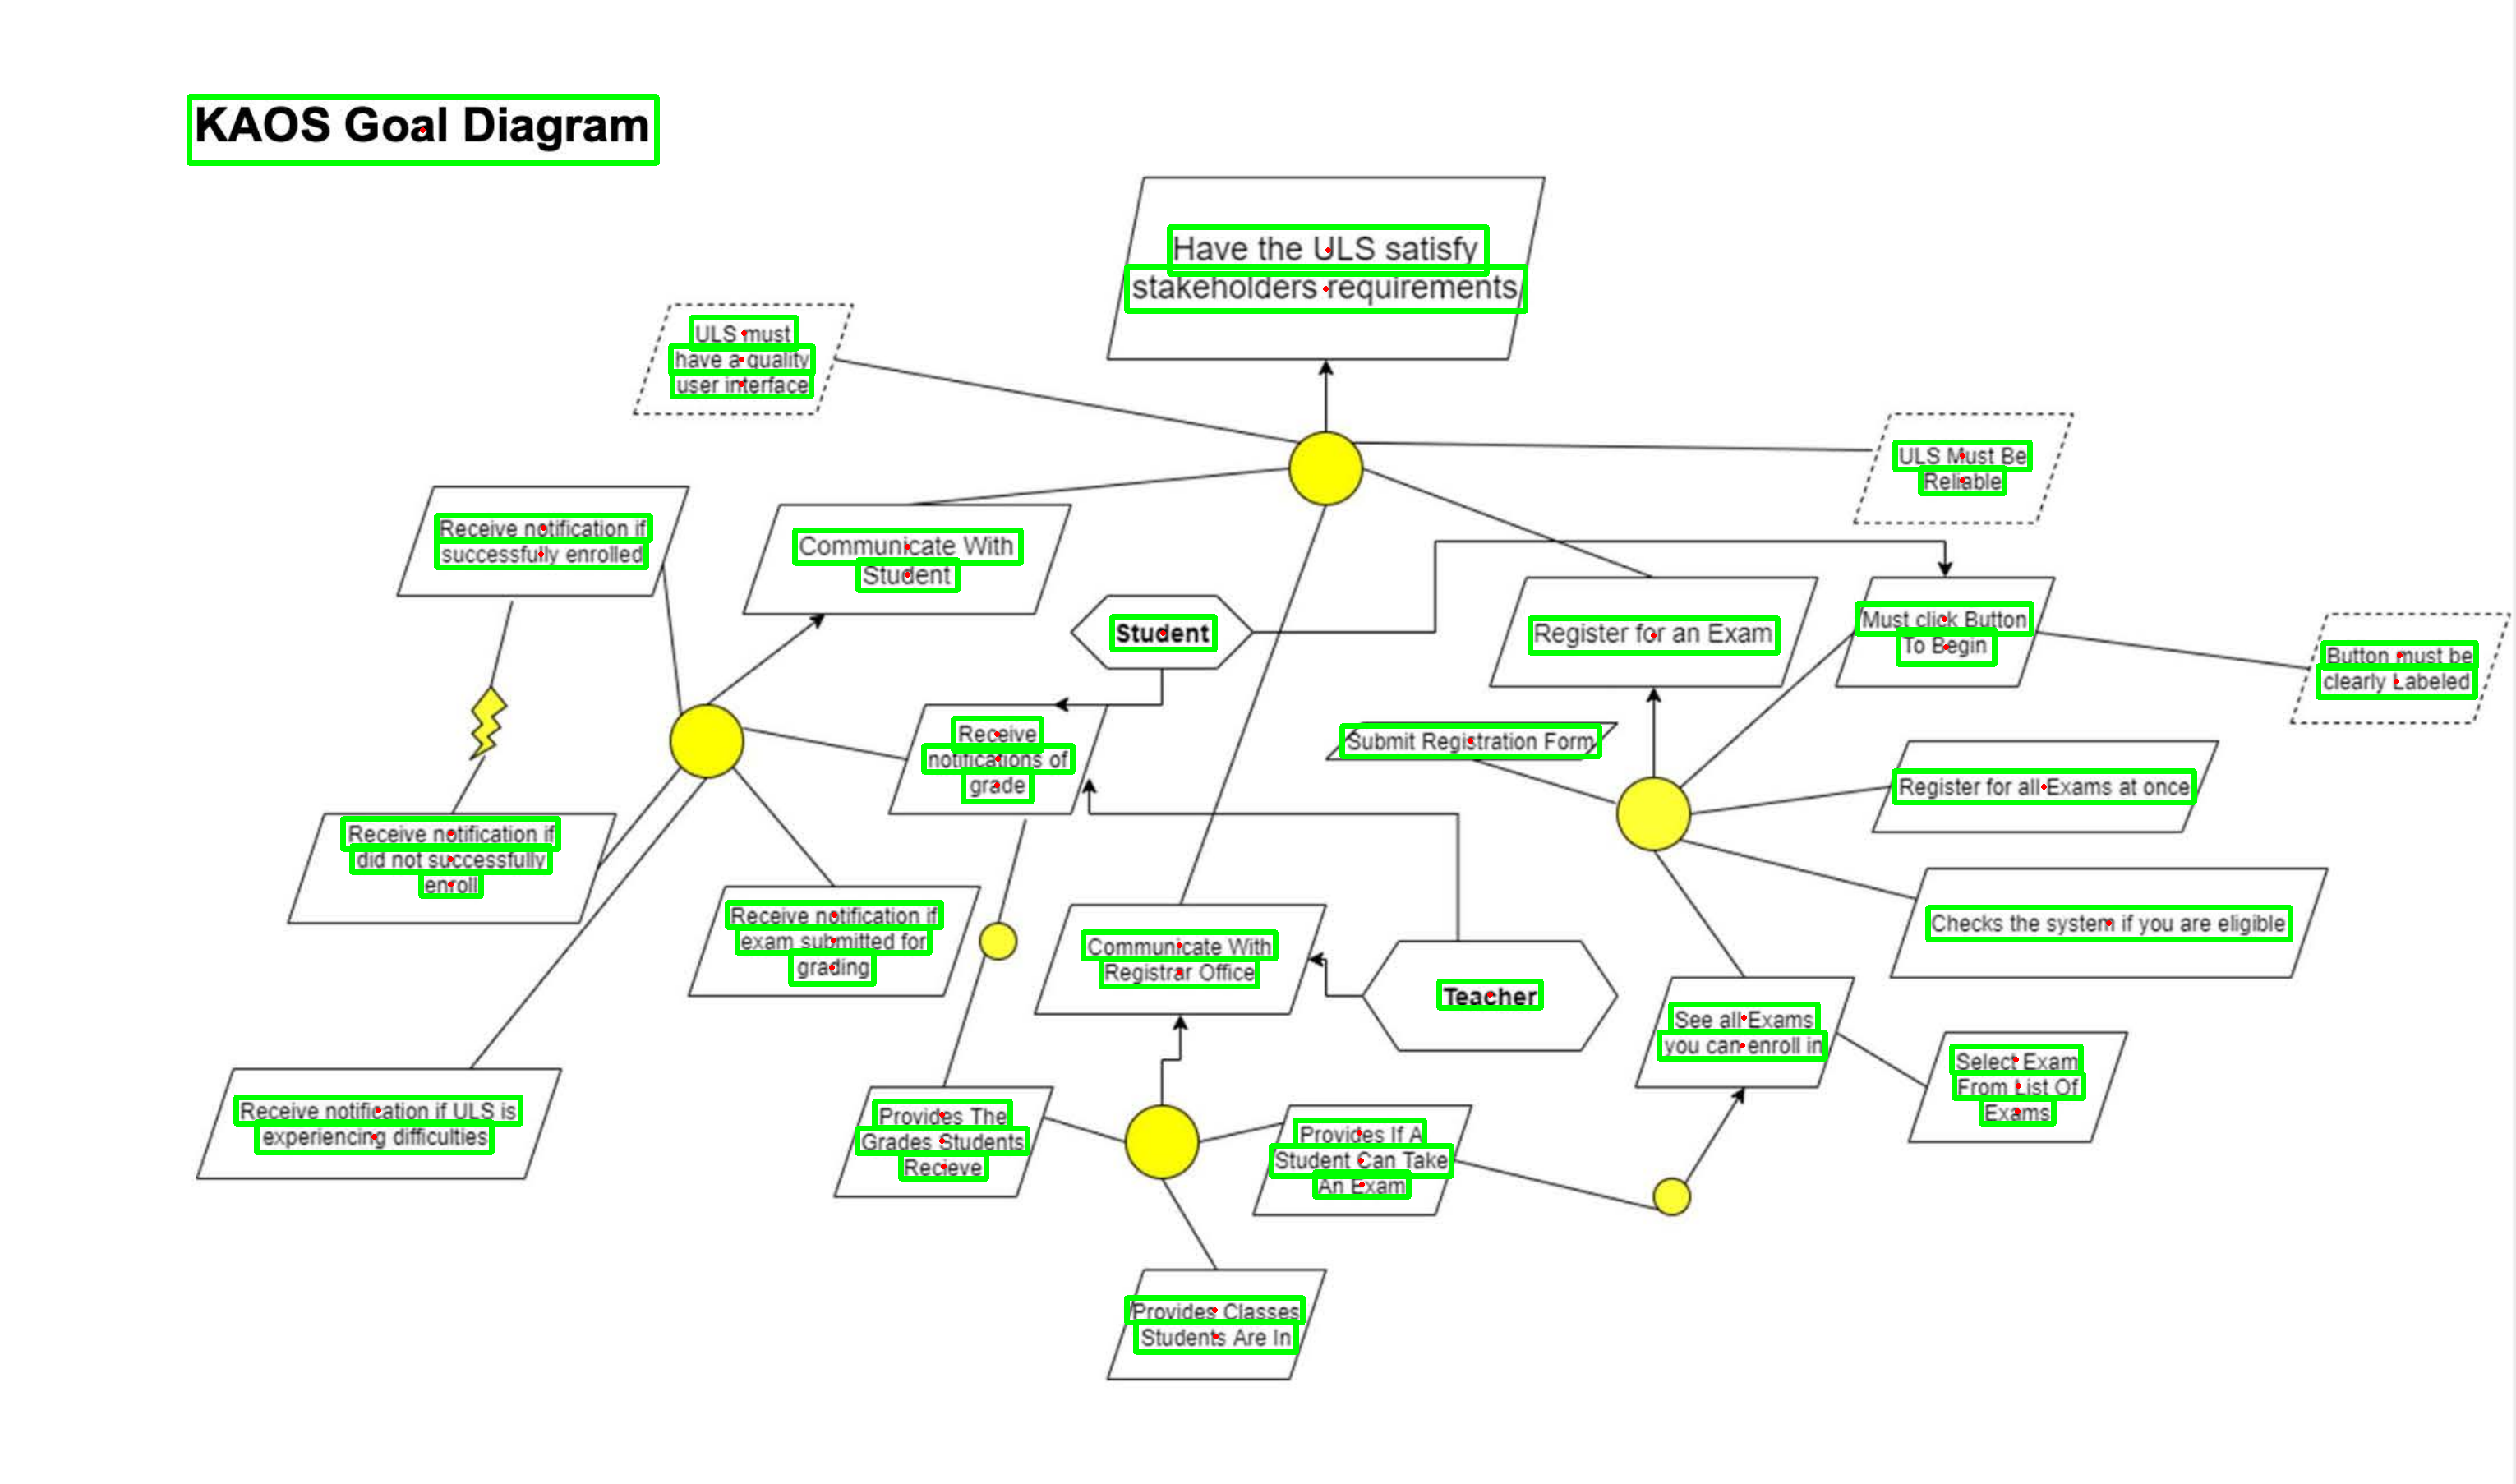 KAOS Goal Diagram
Have the ULS satisfy
stakeholders requirements
ULS must
have a quality
user interface
ULS Must Be
Reliable
Receive notification if
successfully enrolled
Communicate With
Student
Student
Register for an Exam
Must click Button
To Begin
Button must be
clearly Labeled
Receive
notifications of
grade
Submit Registration Form
Register for all Exams at once
Receive notification if
did not successfully
enroll
Receive notification if
exam submitted for
grading
Communicate With
Registrar Office
Teacher
Checks the system if you are eligible
See all Exams
you can enroll in
Select Exam
From List Of
Exams
Receive notification if ULS is
experiencing difficulties
Provides The
Grades Students
Recieve
Provides If A
Student Can Take
An Exam
Provides Classes
Students Are In